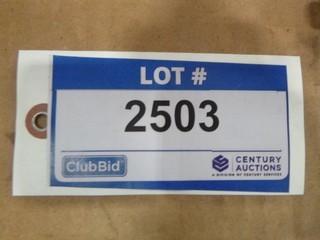 LOT #
2503
ClubBid
CENTURY
AUCTIONS
A DIVISION OF CENTURY SERVICES